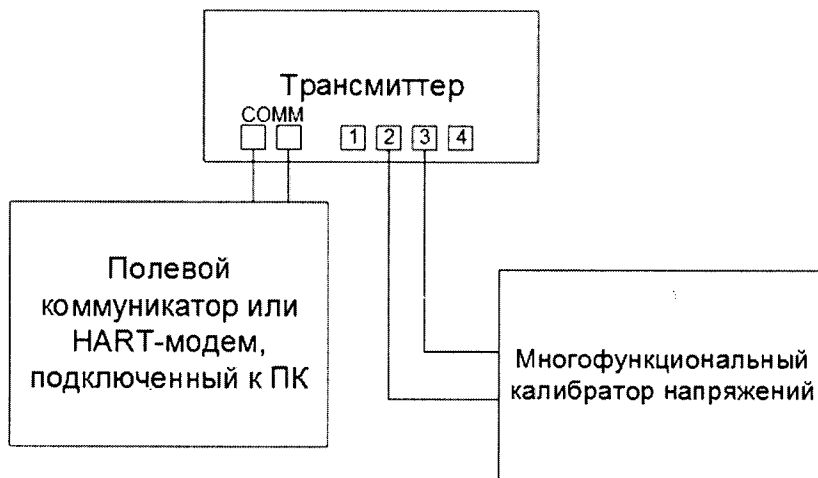 Трансмиттер
COMM
1 2 3 4
Полевой
коммуникатор или
HART-модем,
подключенный к ПК
Многофункциональный
калибратор напряжений